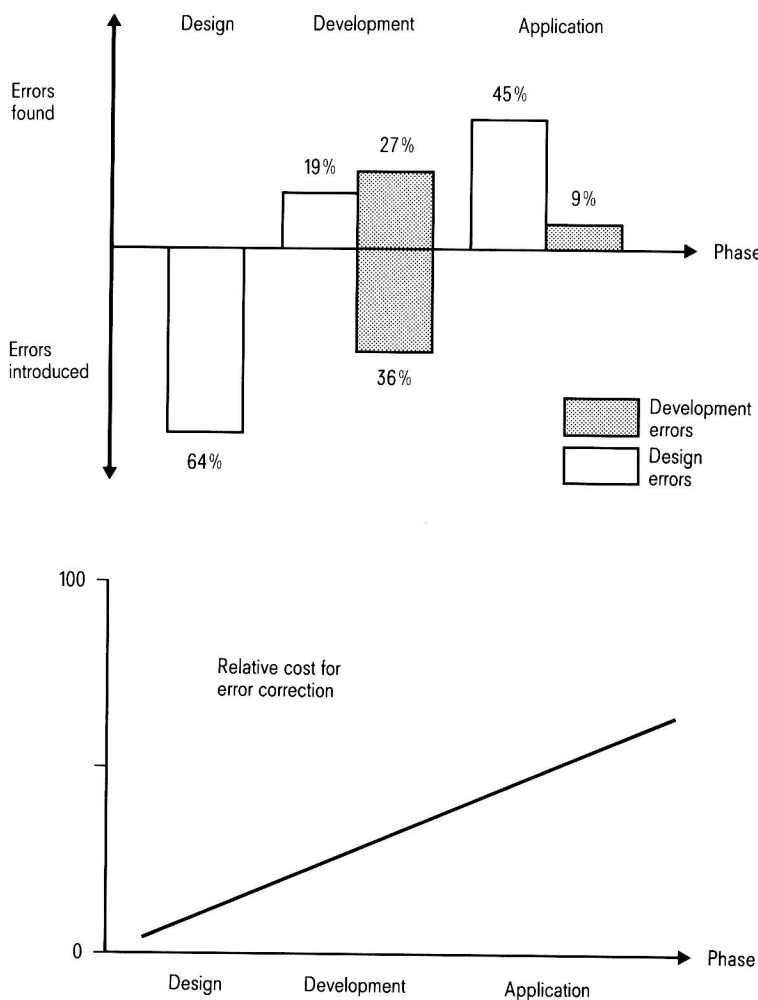 Design
Development
Application
Errors
found
45%
27%
19%
9%
Phase
Errors
introduced
36%
64%
Development
errors
Design
errors
100
Relative cost for
error correction
0
Phase
Design
Development
Application